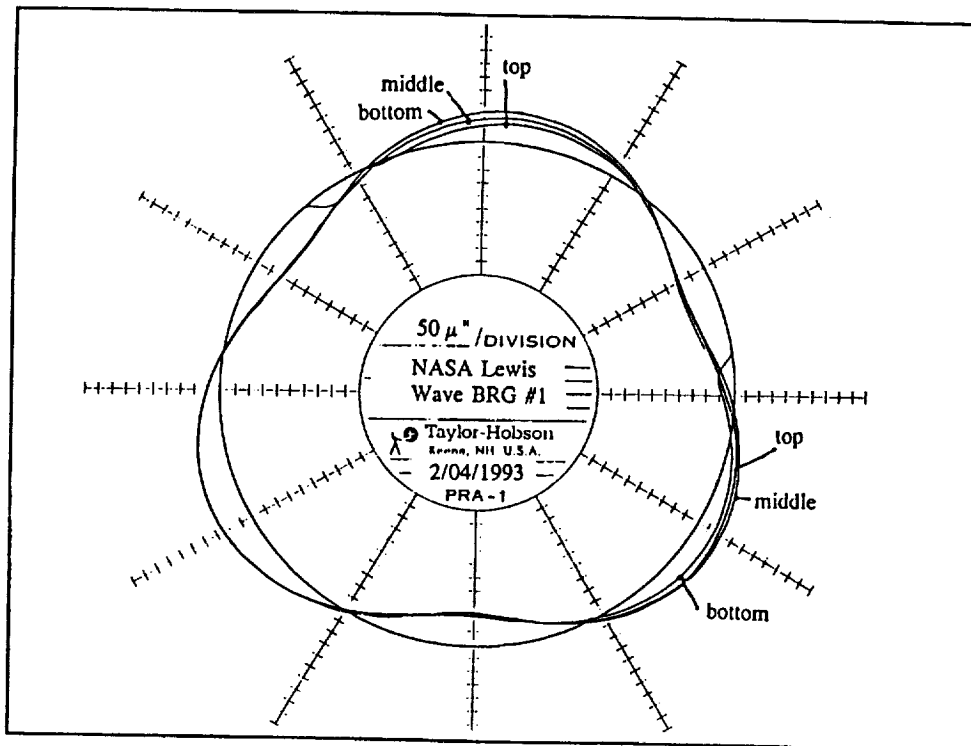 top
middle
bottom
50 μ" / DIVISION
NASA Lewis
Wave BRG #1
Taylor-Hobson
Keene, NH U.S.A.
2/04/1993
PRA-1
top
middle
bottom